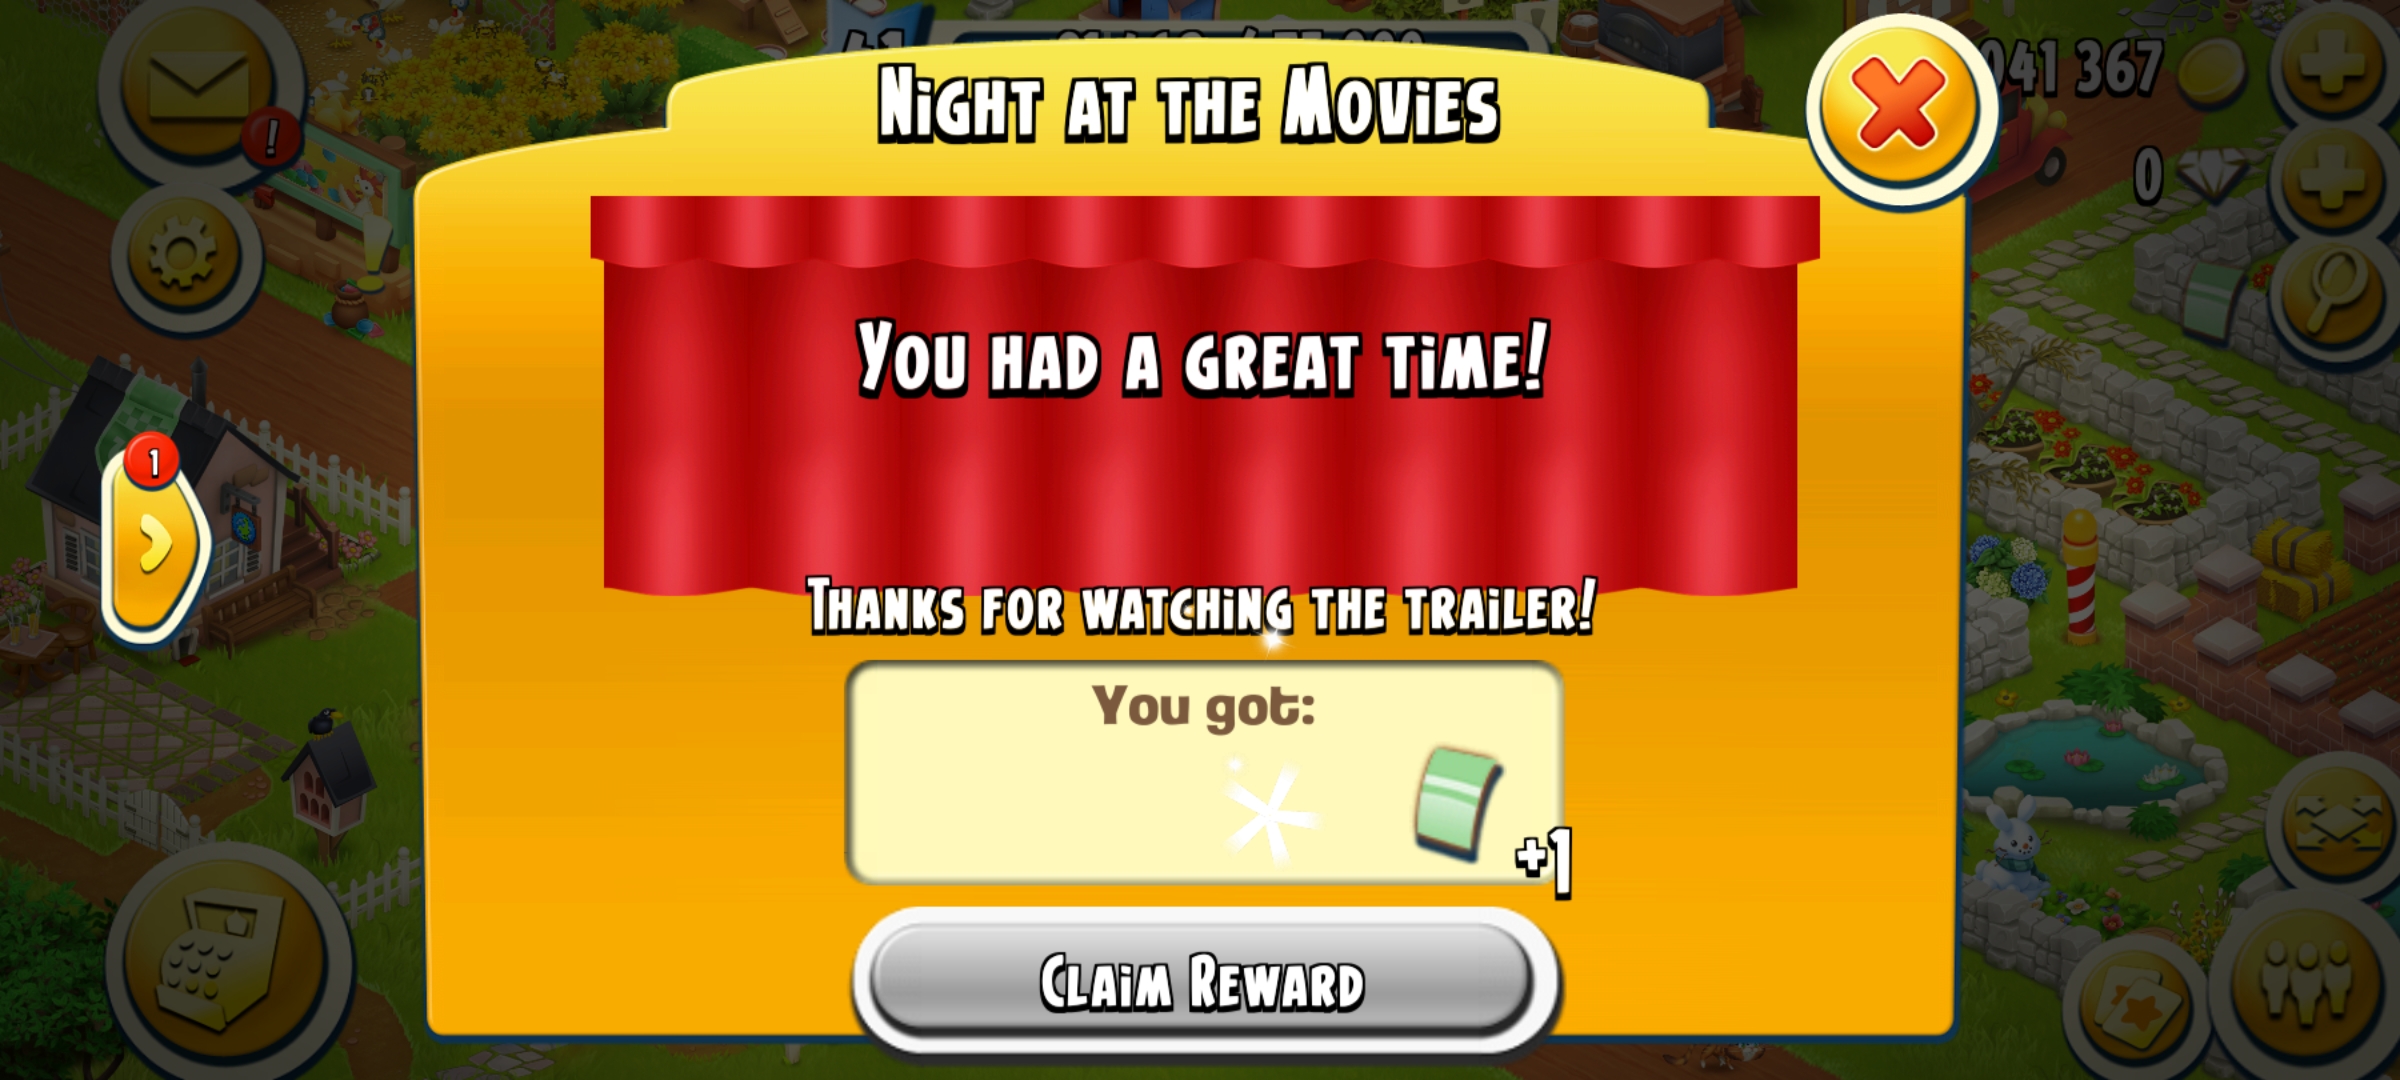 Night at the Movies
041 367
0
You had a great time!
1
Thanks for watching the trailer!
You got:
+1
Claim Reward